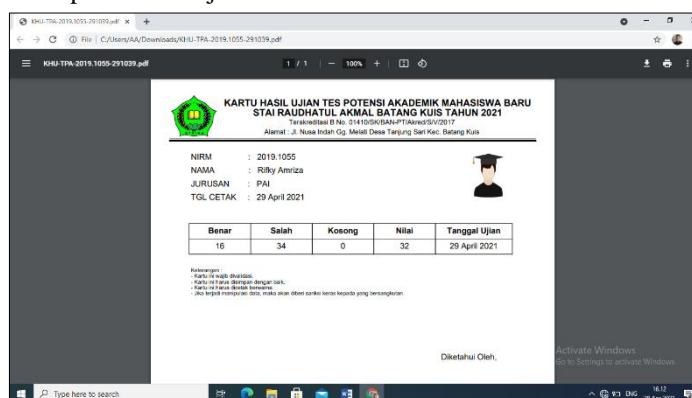 KHU-TPA-2019.1055-291039.pdf
File C:/Users/AA/Downloads/KHU-TPA-2019.1055-291039.pdf
KHU-TPA-2019.1055-291039.pdf 1 / 1 100%
KARTU HASIL UJIAN TES POTENSI AKADEMIK MAHASISWA BARU
STAI RAUDHATUL AKMAL BATANG KUIS TAHUN 2021
Terakreditasi B No. 01410/SK/BAN-PT/Akred/S/V/2017
Alamat : Jl. Nusa Indah Gg. Melati Desa Tanjung Sari Kec. Batang Kuis
NIRM : 2019.1055
NAMA : Rifky Amriza
JURUSAN : PAI
TGL CETAK : 29 April 2021
Benar Salah Kosong Nilai Tanggal Ujian
16 34 0 32 29 April 2021
Keterangan :
- Kartu ini wajib divalidasi.
- Kartu ini harus disimpan dengan baik.
- Kartu ini harus dicetak berwarna.
- Jika terjadi manipulasi data, maka akan diberi sanksi keras kepada yang bersangkutan.
Diketahui Oleh,
Activate Windows
Go to Settings to activate Windows.
Type here to search
ENG
16.12